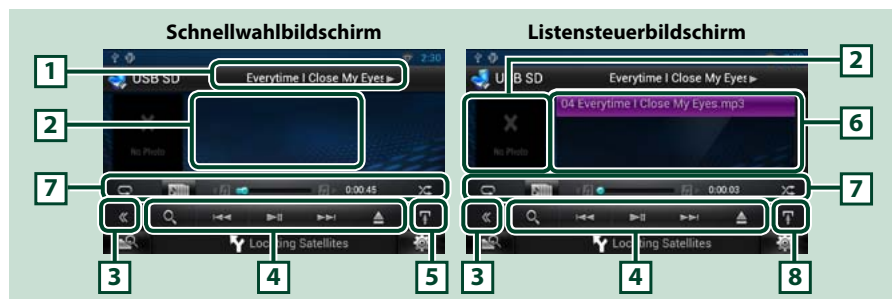 Schnellwahlbildschirm
Listensteuerbildschirm
2:30
USB SD
Everytime I Close My Eyes
No Photo
0:00:45
Locating Satellites
1
2
7
3
4
5
USB SD
Everytime I Close My Eyes
04 Everytime I Close My Eyes.mp3
No Photo
0:00:03
Locating Satellites
2
6
7
3
4
8